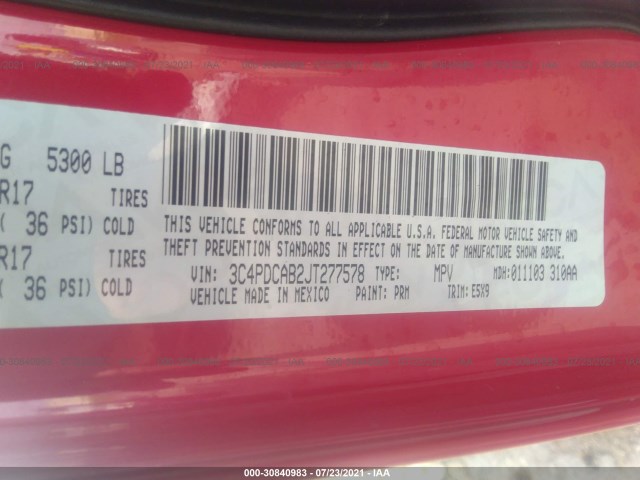 G 5300 LB
R17 TIRES
( 36 PSI) COLD
R17 TIRES
( 36 PSI) COLD
THIS VEHICLE CONFORMS TO ALL APPLICABLE U.S.A. FEDERAL MOTOR VEHICLE SAFETY AND
THEFT PREVENTION STANDARDS IN EFFECT ON THE DATE OF MANUFACTURE SHOWN ABOVE.
VIN: 3C4PDCAB2JT277578 TYPE: MPV MDH:011103 310AA
VEHICLE MADE IN MEXICO PAINT: PRM TRIM: E5X9
000-30840983 / 07/23/2021 - IAA